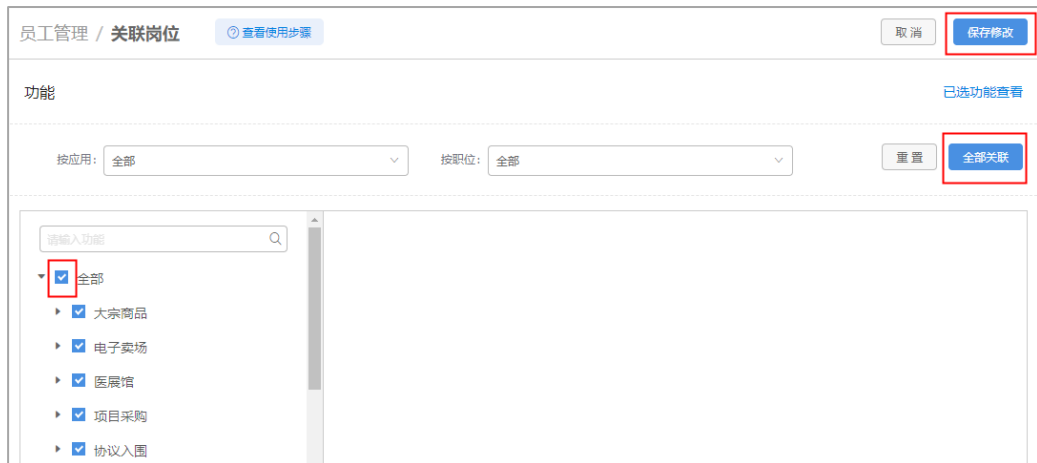 员工管理 / 关联岗位 查看使用步骤 取消 保存修改
功能 已选功能查看
按应用: 全部 按职位: 全部 重置 全部关联
请输入功能
全部
大宗商品
电子卖场
医展馆
项目采购
协议入围